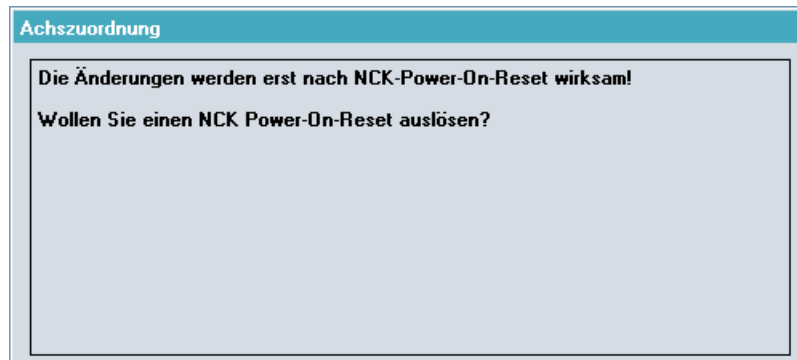 Achszuordnung
Die Änderungen werden erst nach NCK-Power-On-Reset wirksam!
Wollen Sie einen NCK Power-On-Reset auslösen?